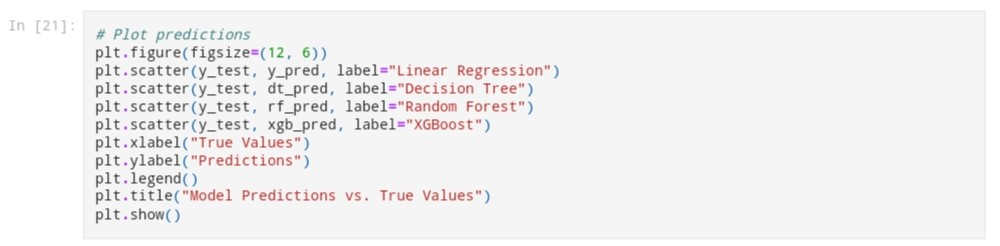 In [21]:
# Plot predictions
plt.figure(figsize=(12, 6))
plt.scatter(y_test, y_pred, label="Linear Regression")
plt.scatter(y_test, dt_pred, label="Decision Tree")
plt.scatter(y_test, rf_pred, label="Random Forest")
plt.scatter(y_test, xgb_pred, label="XGBoost")
plt.xlabel("True Values")
plt.ylabel("Predictions")
plt.legend()
plt.title("Model Predictions vs. True Values")
plt.show()